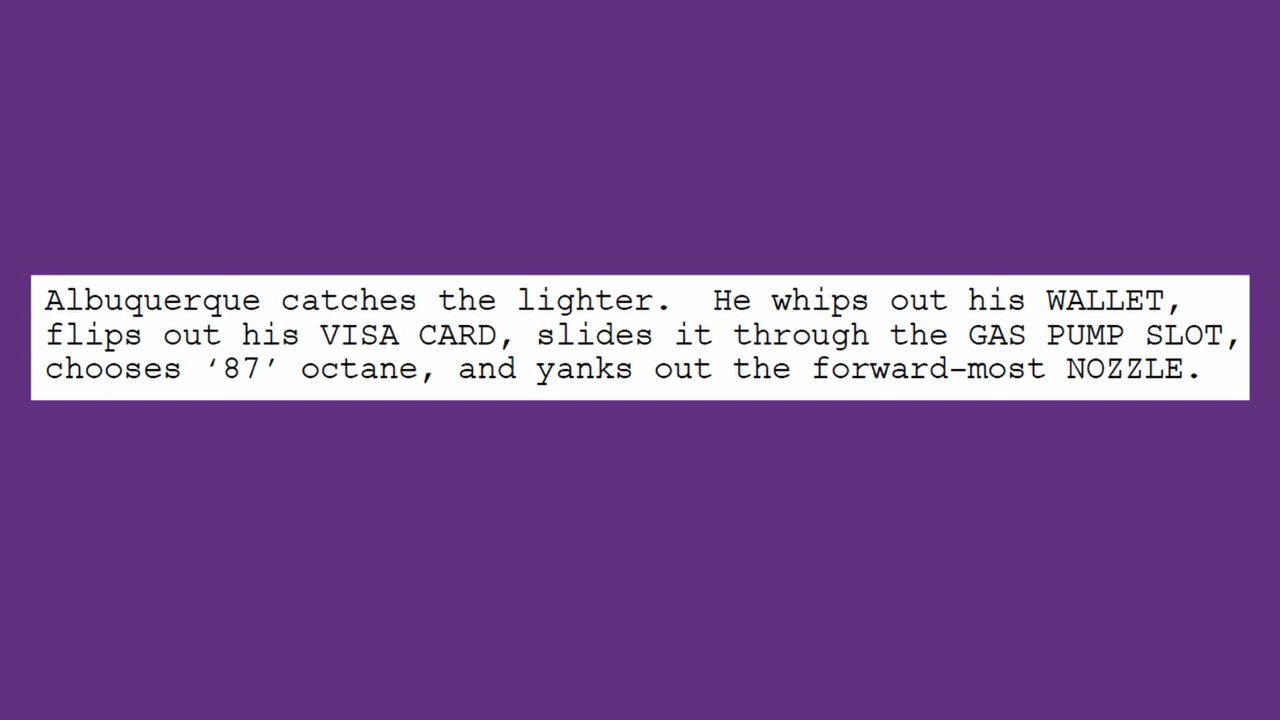 Albuquerque catches the lighter.  He whips out his WALLET,
flips out his VISA CARD, slides it through the GAS PUMP SLOT,
chooses ‘87’ octane, and yanks out the forward-most NOZZLE.